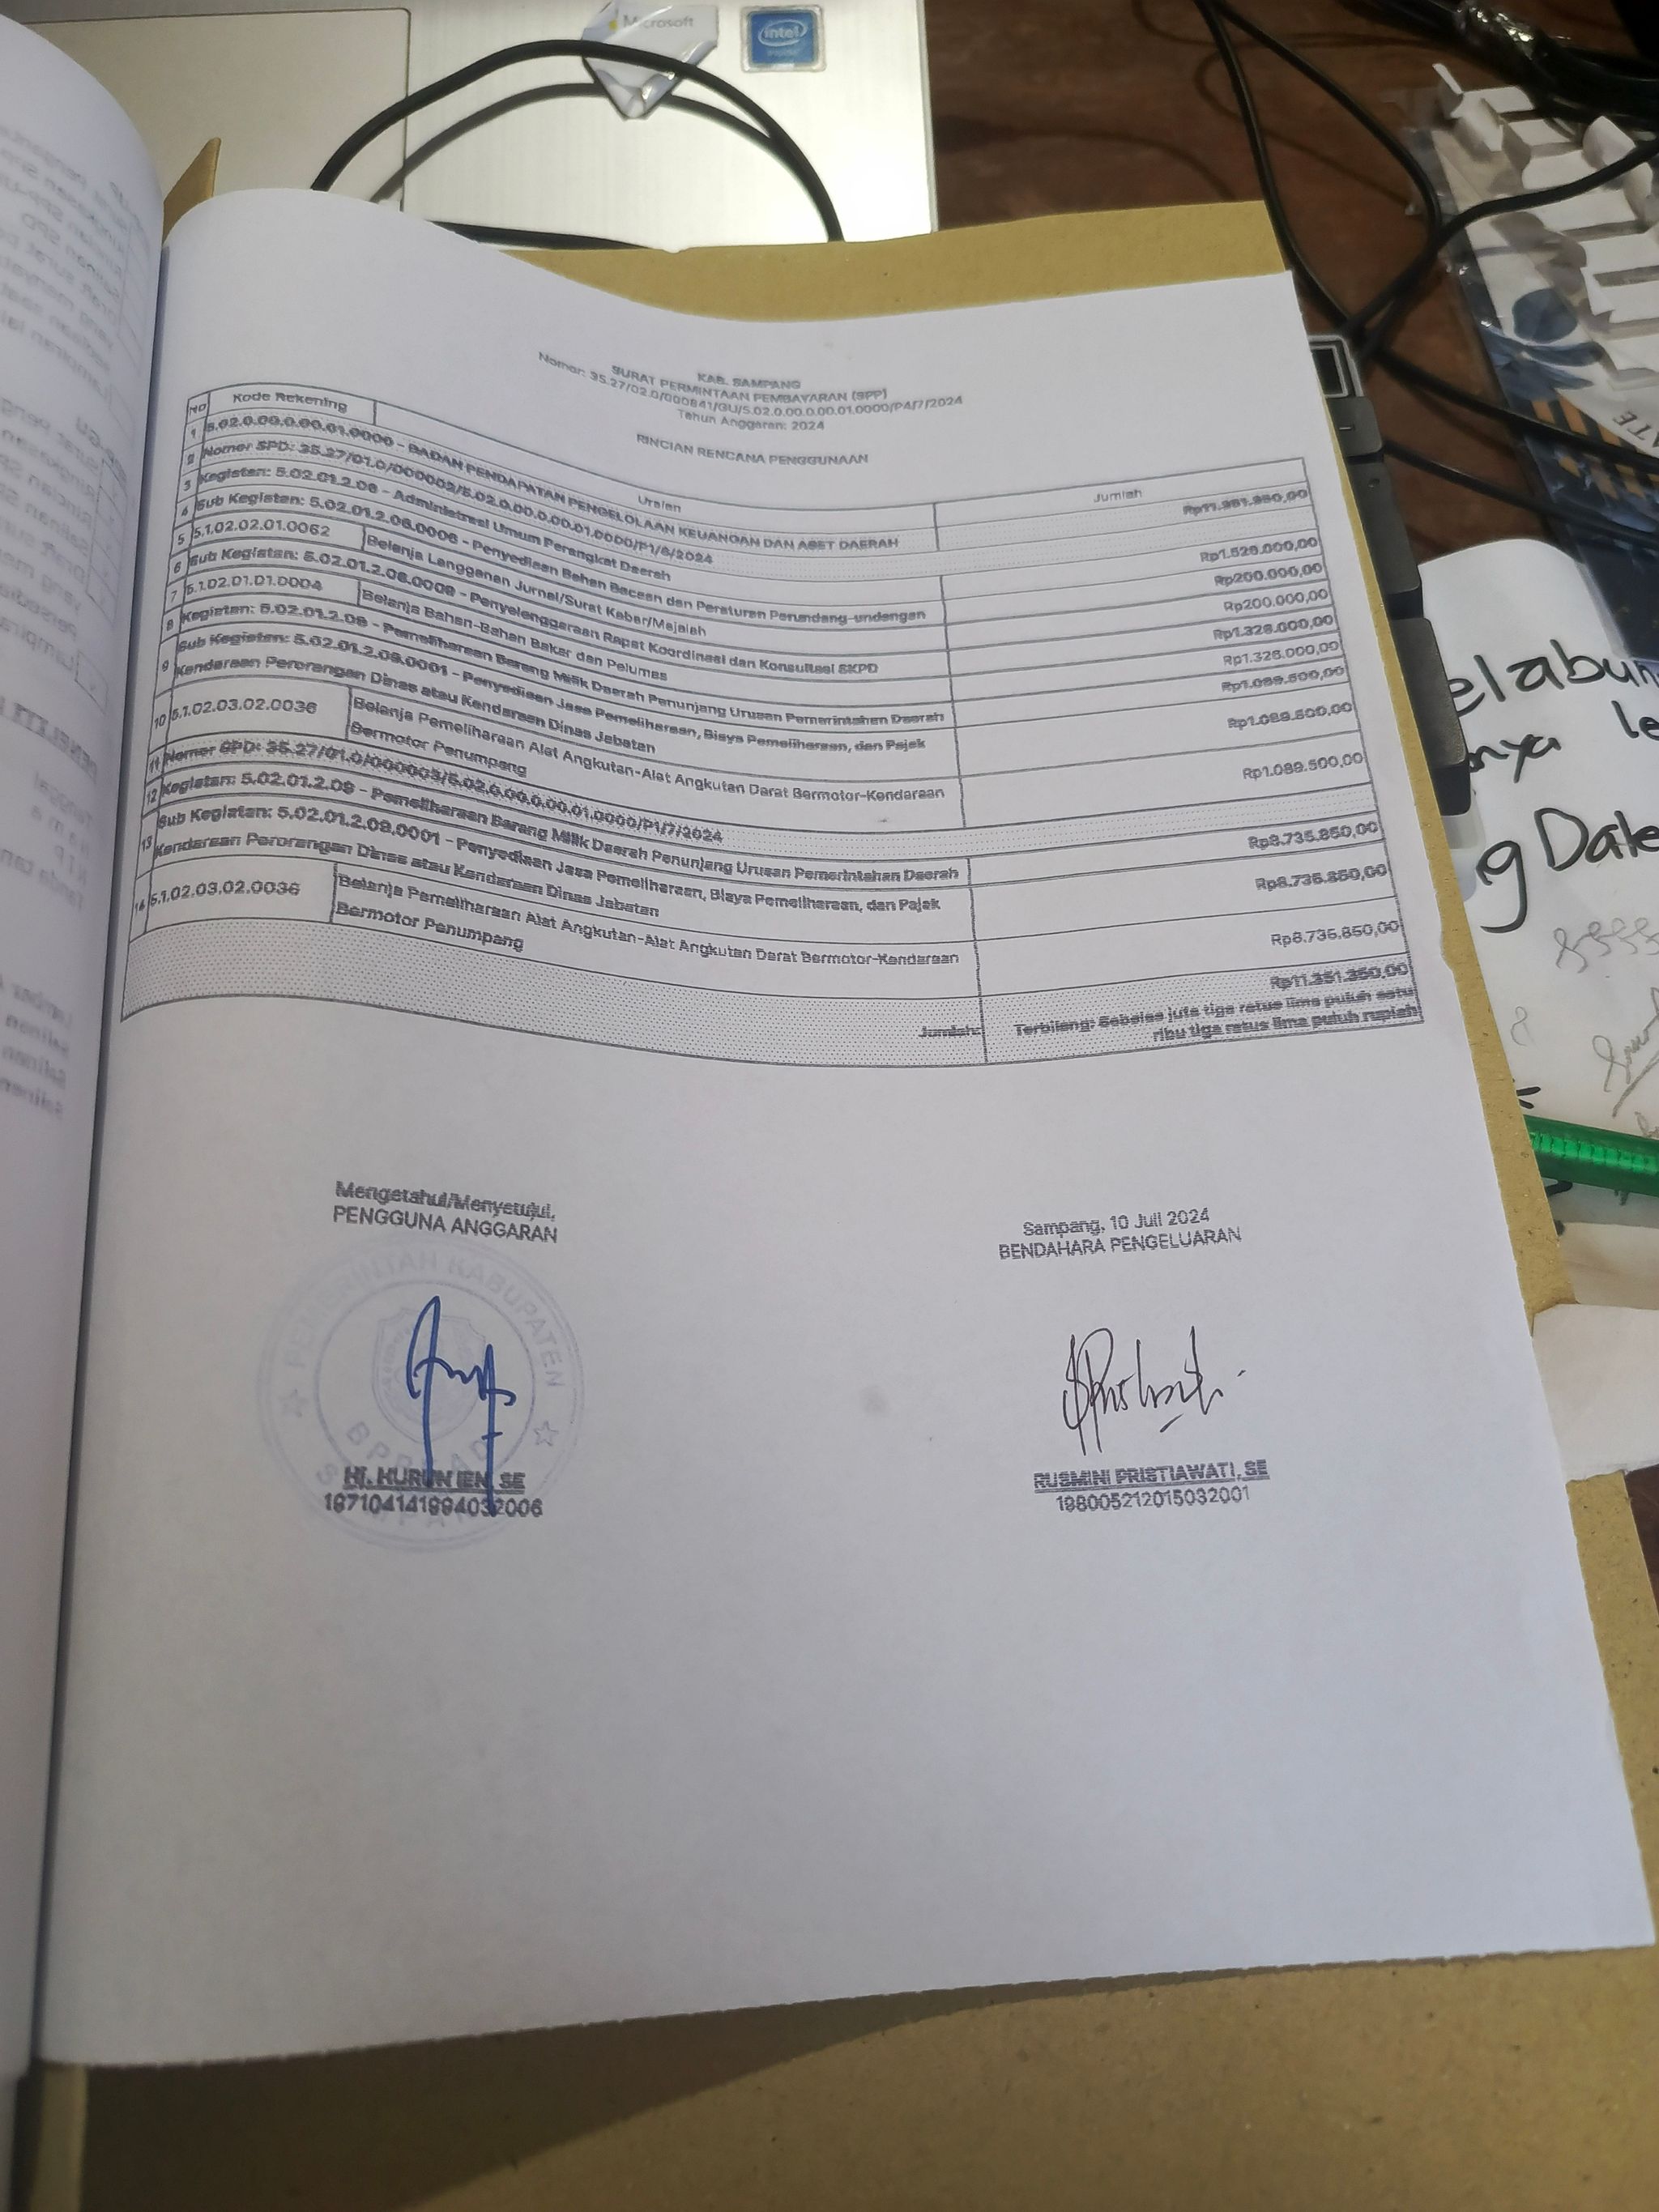 Microsoft
intel
KAB. SAMPANG
SURAT PERMINTAAN PEMBAYARAN (SPP)
Nomor: 35.27/02.0/000841/GU/5.02.0.00.0.00.01.0000/P4/7/2024
Tahun Anggaran: 2024
RINCIAN RENCANA PENGGUNAAN
No Kode Rekening Uraian Jumlah
1 5.02.0.00.0.00.01.0000 - BADAN PENDAPATAN PENGELOLAAN KEUANGAN DAN ASET DAERAH Rp11.351.350,00
2 Nomor SPD: 35.27/01.0/000002/5.02.0.00.0.00.01.0000/P1/6/2024
3 Kegiatan: 5.02.01.2.06 - Administrasi Umum Perangkat Daerah Rp1.528.000,00
4 Sub Kegiatan: 5.02.01.2.06.0006 - Penyediaan Bahan Bacaan dan Peraturan Perundang-undangan Rp200.000,00
5 5.1.02.02.01.0062 Belanja Langganan Jurnal/Surat Kabar/Majalah Rp200.000,00
6 Sub Kegiatan: 5.02.01.2.06.0009 - Penyelenggaraan Rapat Koordinasi dan Konsultasi SKPD Rp1.328.000,00
7 5.1.02.01.01.0004 Belanja Bahan-Bahan Bakar dan Pelumas Rp1.328.000,00
8 Kegiatan: 5.02.01.2.09 - Pemeliharaan Barang Milik Daerah Penunjang Urusan Pemerintahan Daerah Rp1.089.500,00
9 Sub Kegiatan: 5.02.01.2.09.0001 - Penyediaan Jasa Pemeliharaan, Biaya Pemeliharaan, dan Pajak Rp1.089.500,00
Kendaraan Perorangan Dinas atau Kendaraan Dinas Jabatan
10 5.1.02.03.02.0036 Belanja Pemeliharaan Alat Angkutan-Alat Angkutan Darat Bermotor-Kendaraan Rp1.089.500,00
Bermotor Penumpang
11 Nomor SPD: 35.27/01.0/000003/5.02.0.00.0.00.01.0000/P1/7/2024
12 Kegiatan: 5.02.01.2.09 - Pemeliharaan Barang Milik Daerah Penunjang Urusan Pemerintahan Daerah Rp8.735.850,00
13 Sub Kegiatan: 5.02.01.2.09.0001 - Penyediaan Jasa Pemeliharaan, Biaya Pemeliharaan, dan Pajak Rp8.735.850,00
Kendaraan Perorangan Dinas atau Kendaraan Dinas Jabatan
14 5.1.02.03.02.0036 Belanja Pemeliharaan Alat Angkutan-Alat Angkutan Darat Bermotor-Kendaraan Rp8.735.850,00
Bermotor Penumpang
Rp11.351.350,00
Jumlah: Terbilang: Sebelas juta tiga ratus lima puluh satu
ribu tiga ratus lima puluh rupiah
Mengetahui/Menyetujui,
PENGGUNA ANGGARAN
Sampang, 10 Juli 2024
BENDAHARA PENGELUARAN
PEMERINTAH KABUPATEN
Hj. HURUN IEN, SE
197104141994032006
RUSMINI PRISTIAWATI, SE
198005212015032001